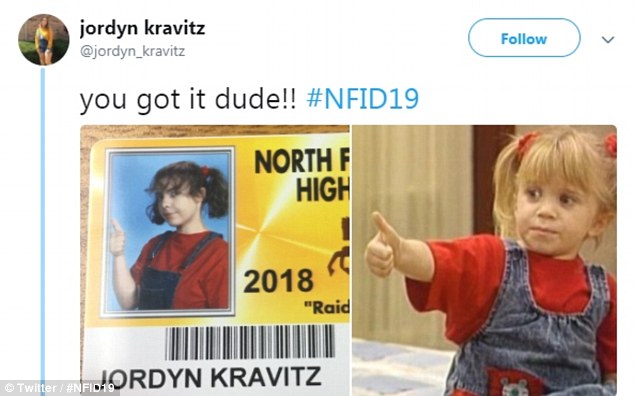 jordyn kravitz
@jordyn_kravitz
Follow
you got it dude!! #NFID19
NORTH F
HIGH
2018
"Raid
JORDYN KRAVITZ
© Twitter / #NFID19